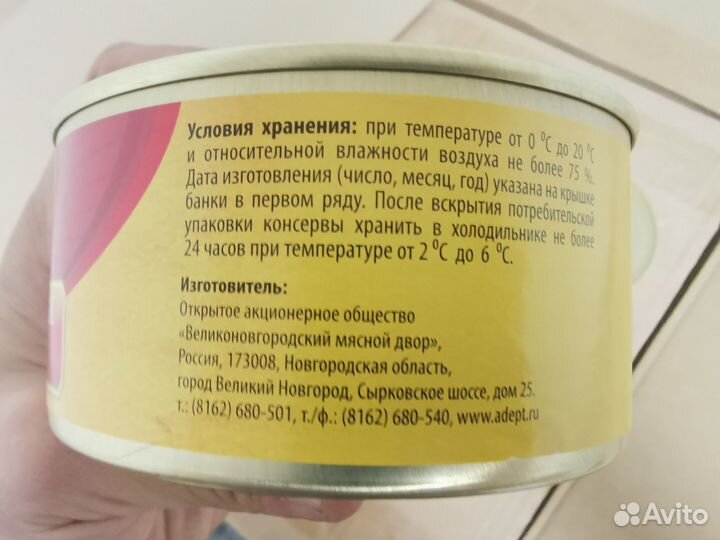 Условия хранения: при температуре от 0 °С до 20 °С
и относительной влажности воздуха не более 75 %.
Дата изготовления (число, месяц, год) указана на крышке
банки в первом ряду. После вскрытия потребительской
упаковки консервы хранить в холодильнике не более
24 часов при температуре от 2 °С до 6 °С.
Изготовитель:
Открытое акционерное общество
«Великоновгородский мясной двор»,
Россия, 173008, Новгородская область,
город Великий Новгород, Сырковское шоссе, дом 25.
т.: (8162) 680-501, т./ф.: (8162) 680-540, www.adept.ru
Avito